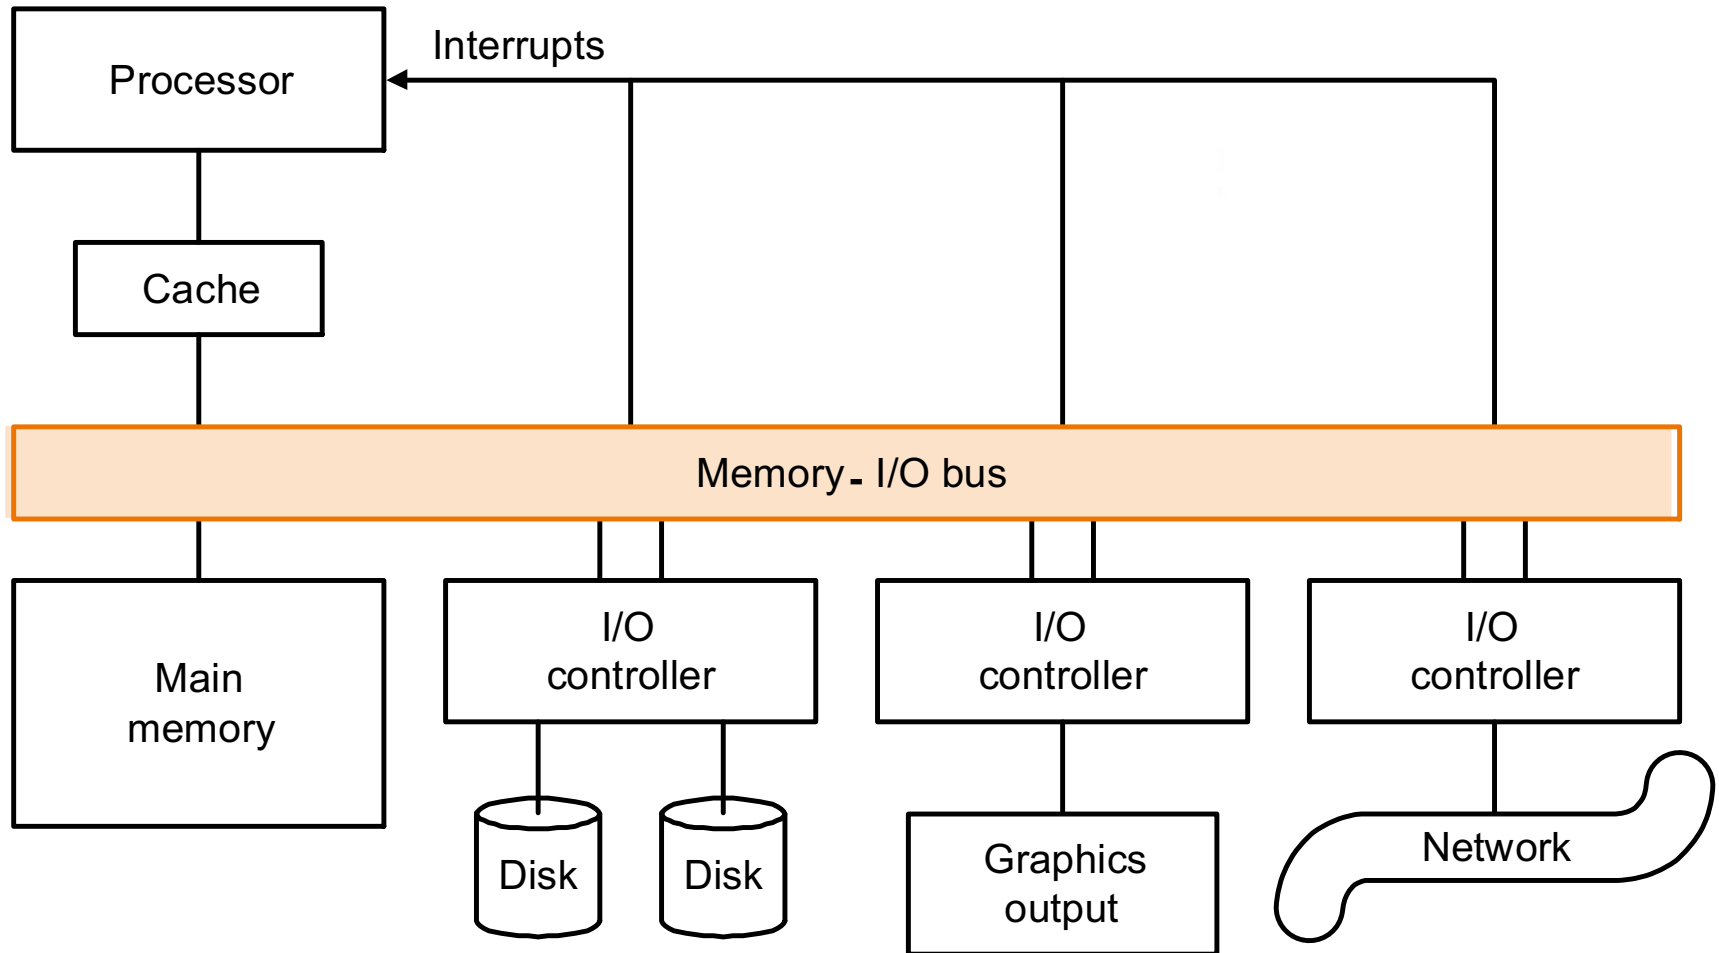 Interrupts
Processor
Cache
Memory - I/O bus
Main
memory
I/O
controller
I/O
controller
I/O
controller
Disk
Disk
Graphics
output
Network